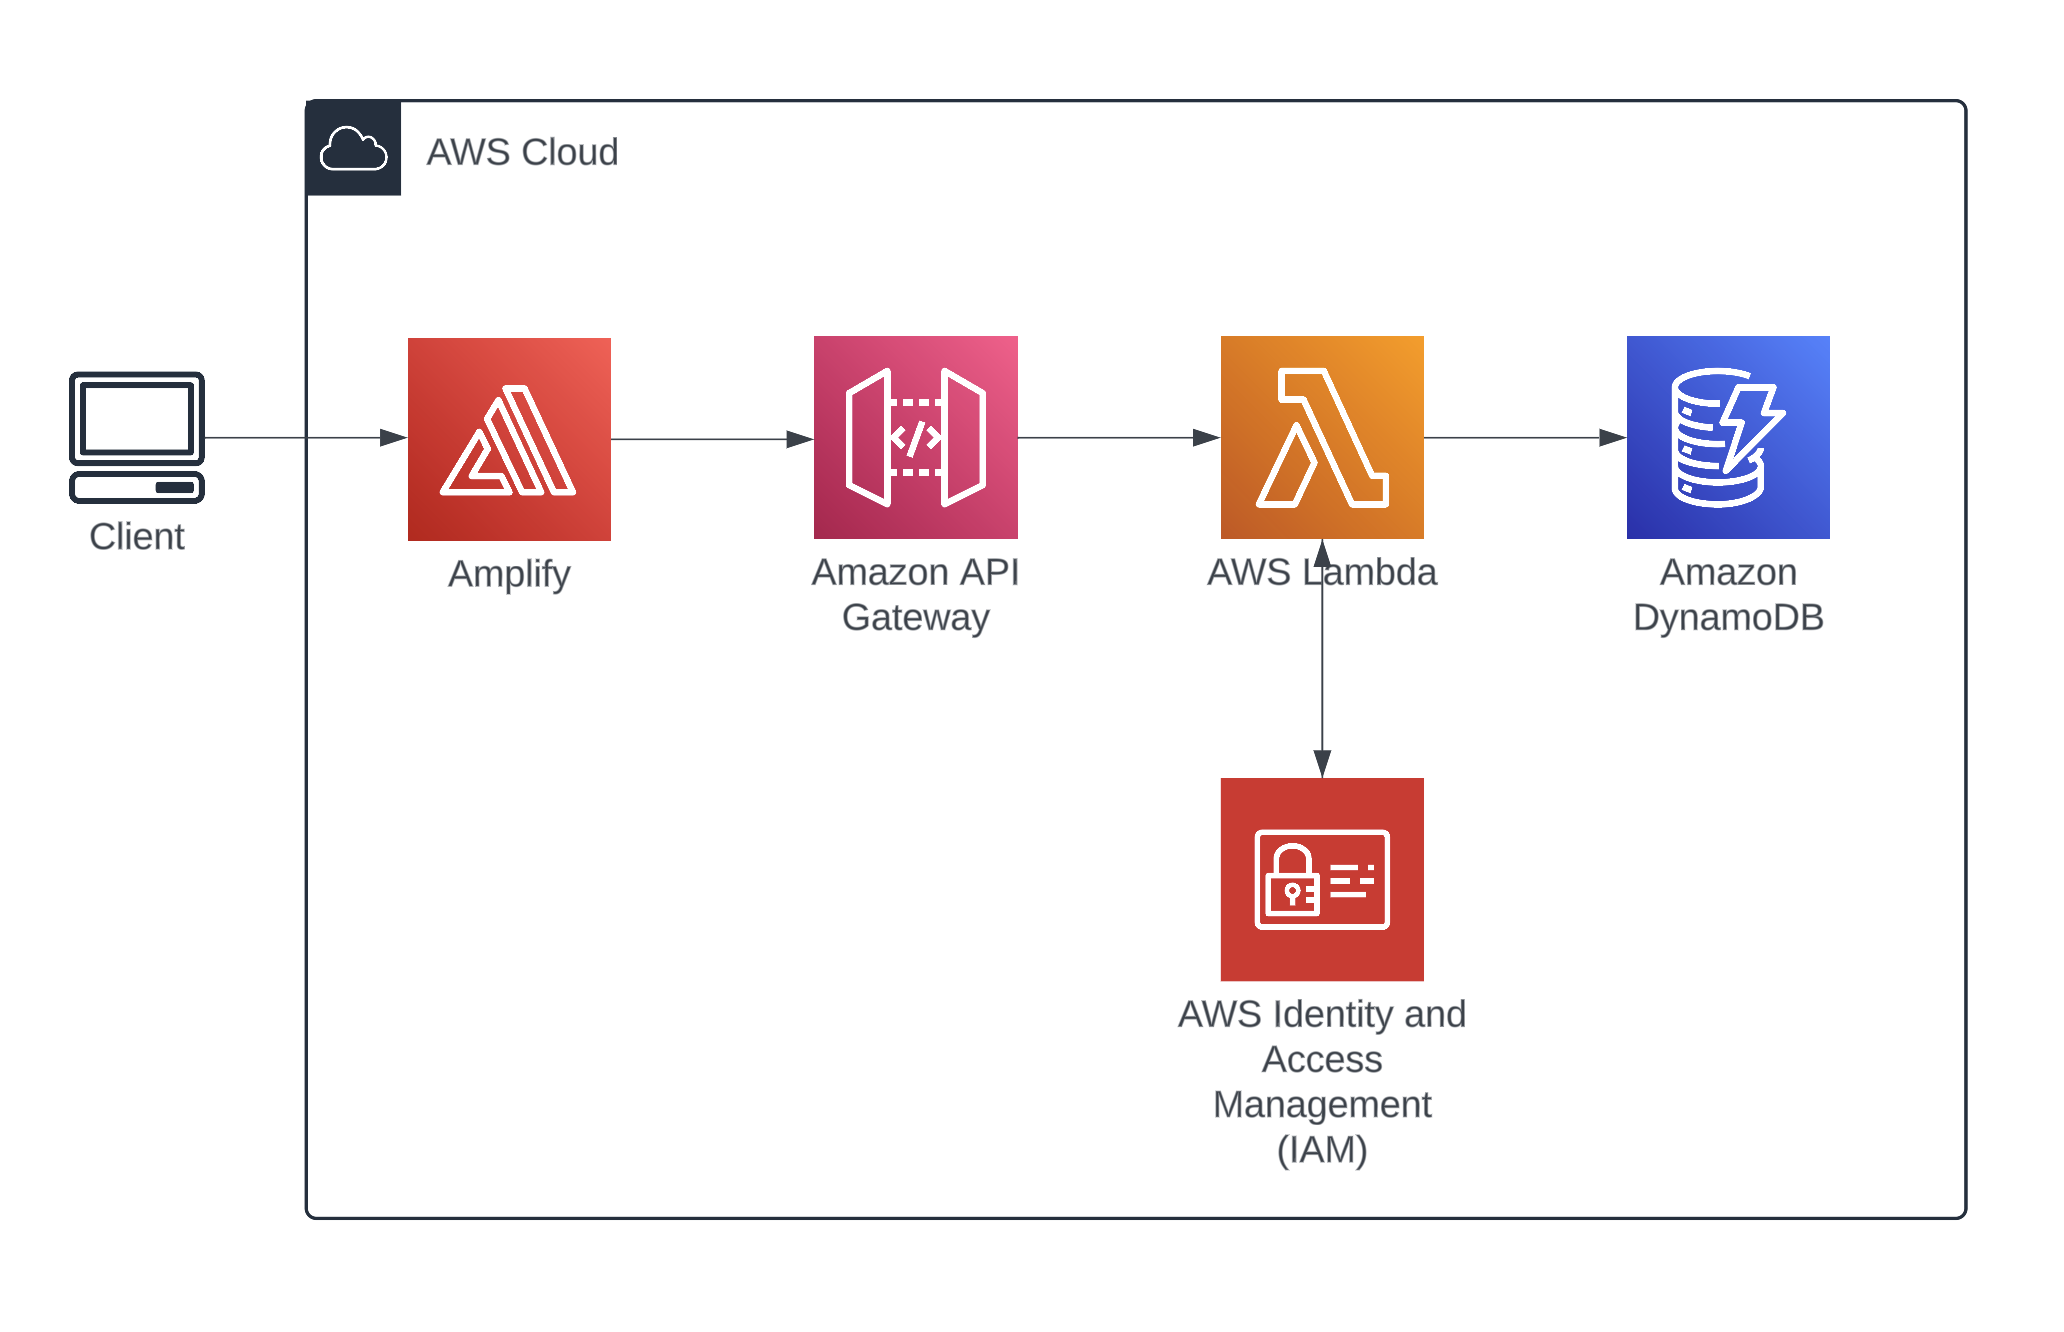 AWS Cloud
Client
Amplify
Amazon API
Gateway
AWS Lambda
Amazon
DynamoDB
AWS Identity and
Access
Management
(IAM)